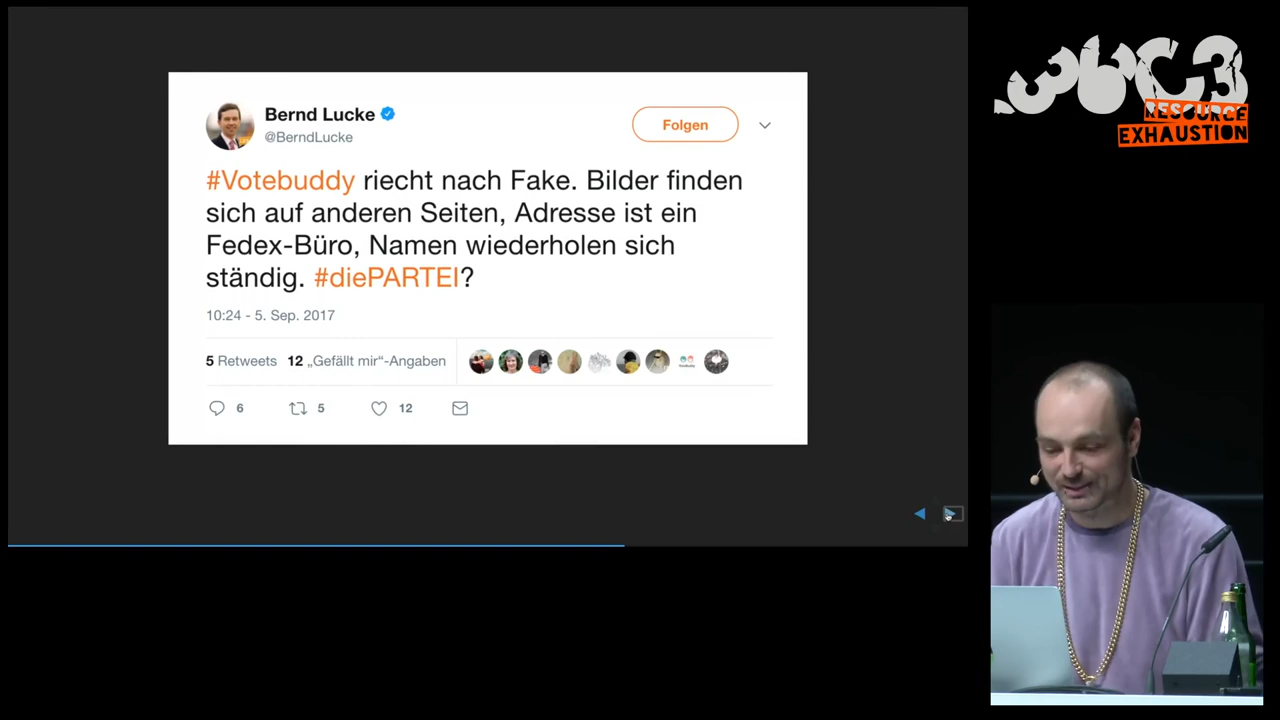 Bernd Lucke
@BerndLucke
Folgen
#Votebuddy riecht nach Fake. Bilder finden
sich auf anderen Seiten, Adresse ist ein
Fedex-Büro, Namen wiederholen sich
ständig. #diePARTEI?
10:24 - 5. Sep. 2017
5 Retweets 12 „Gefällt mir“-Angaben
6 5 12
36C3
RESOURCE
EXHAUSTION